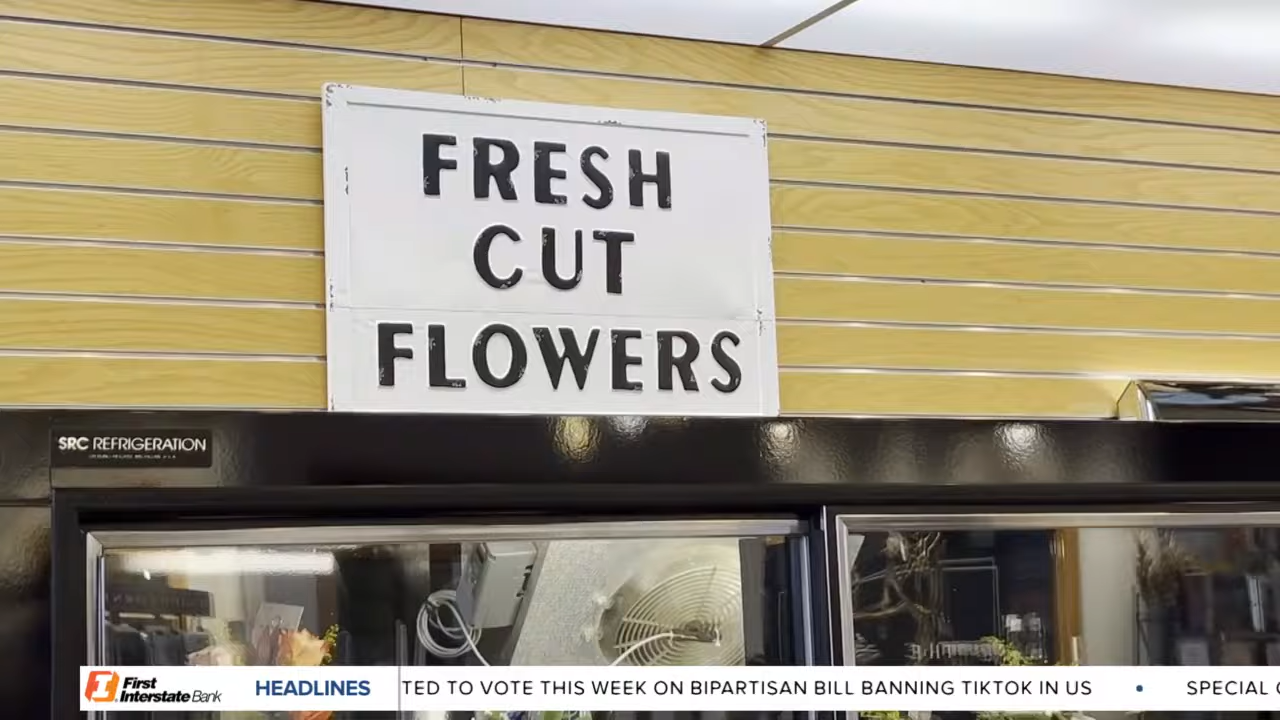 FRESH
CUT
FLOWERS
SRC REFRIGERATION
First
Interstate Bank
HEADLINES
TED TO VOTE THIS WEEK ON BIPARTISAN BILL BANNING TIKTOK IN US • SPECIAL